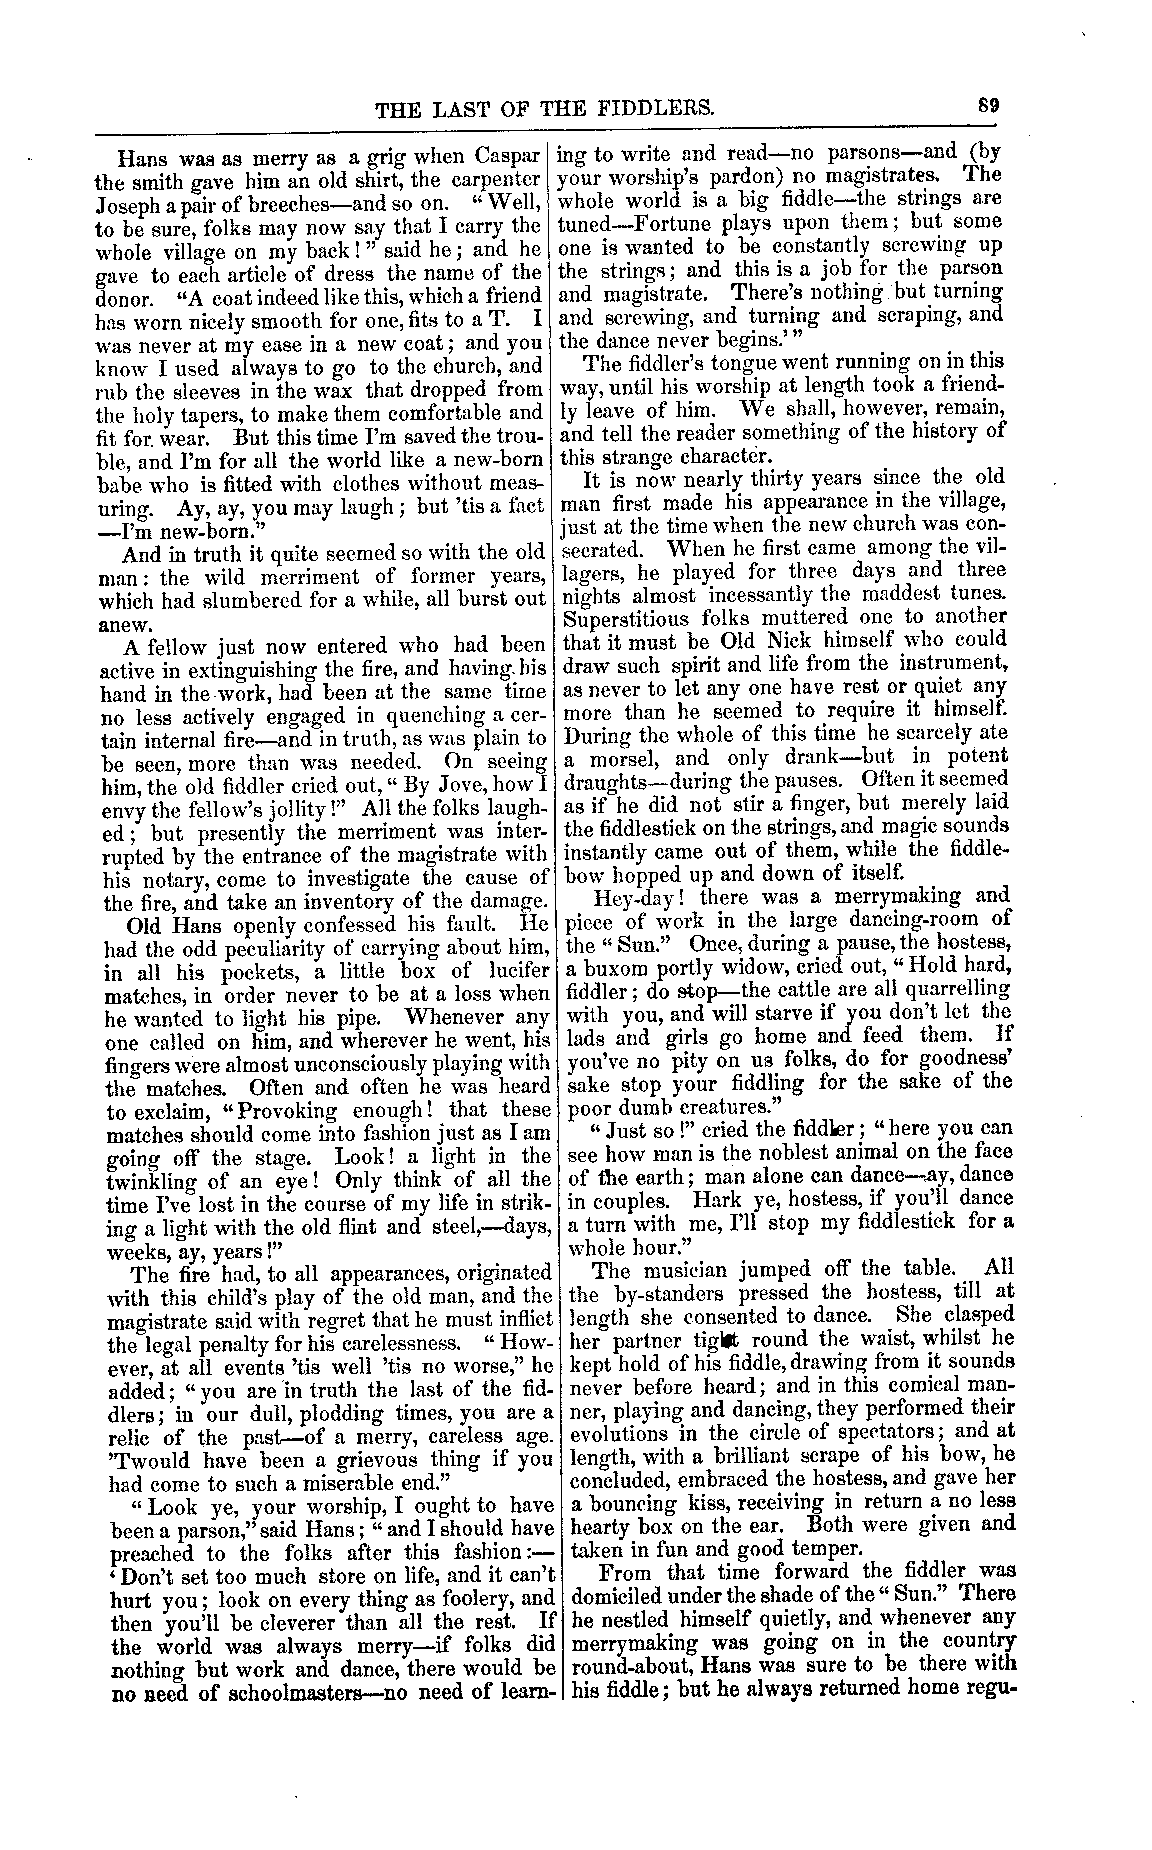 THE LAST OF THE FIDDLERS.
89
Hans was as merry as a grig when Caspar
the smith gave him an old shirt, the carpenter
Joseph a pair of breeches—and so on. “Well,
to be sure, folks may now say that I carry the
whole village on my back!” said he; and he
gave to each article of dress the name of the
donor. “A coat indeed like this, which a friend
has worn nicely smooth for one, fits to a T. I
was never at my ease in a new coat; and you
know I used always to go to the church, and
rub the sleeves in the wax that dropped from
the holy tapers, to make them comfortable and
fit for wear. But this time I'm saved the trou-
ble, and I'm for all the world like a new-born
babe who is fitted with clothes without meas-
uring. Ay, ay, you may laugh; but 'tis a fact
—I'm new-born.”
And in truth it quite seemed so with the old
man: the wild merriment of former years,
which had slumbered for a while, all burst out
anew.
A fellow just now entered who had been
active in extinguishing the fire, and having his
hand in the work, had been at the same time
no less actively engaged in quenching a cer-
tain internal fire—and in truth, as was plain to
be seen, more than was needed. On seeing
him, the old fiddler cried out, “By Jove, how I
envy the fellow's jollity!” All the folks laugh-
ed; but presently the merriment was inter-
rupted by the entrance of the magistrate with
his notary, come to investigate the cause of
the fire, and take an inventory of the damage.
Old Hans openly confessed his fault. He
had the odd peculiarity of carrying about him,
in all his pockets, a little box of lucifer
matches, in order never to be at a loss when
he wanted to light his pipe. Whenever any
one called on him, and wherever he went, his
fingers were almost unconsciously playing with
the matches. Often and often he was heard
to exclaim, “Provoking enough! that these
matches should come into fashion just as I am
going off the stage. Look! a light in the
twinkling of an eye! Only think of all the
time I've lost in the course of my life in strik-
ing a light with the old flint and steel,—days,
weeks, ay, years!”
The fire had, to all appearances, originated
with this child's play of the old man, and the
magistrate said with regret that he must inflict
the legal penalty for his carelessness. “How-
ever, at all events 'tis well 'tis no worse,” he
added; “you are in truth the last of the fid-
dlers; in our dull, plodding times, you are a
relic of the past—of a merry, careless age.
'Twould have been a grievous thing if you
had come to such a miserable end.”
“Look ye, your worship, I ought to have
been a parson,” said Hans; “and I should have
preached to the folks after this fashion:—
‘Don't set too much store on life, and it can't
hurt you; look on every thing as foolery, and
then you'll be cleverer than all the rest. If
the world was always merry—if folks did
nothing but work and dance, there would be
no need of schoolmasters—no need of learn-
ing to write and read—no parsons—and (by
your worship's pardon) no magistrates. The
whole world is a big fiddle—the strings are
tuned—Fortune plays upon them; but some
one is wanted to be constantly screwing up
the strings; and this is a job for the parson
and magistrate. There's nothing but turning
and screwing, and turning and scraping, and
the dance never begins.’”
The fiddler's tongue went running on in this
way, until his worship at length took a friend-
ly leave of him. We shall, however, remain,
and tell the reader something of the history of
this strange character.
It is now nearly thirty years since the old
man first made his appearance in the village,
just at the time when the new church was con-
secrated. When he first came among the vil-
lagers, he played for three days and three
nights almost incessantly the maddest tunes.
Superstitious folks muttered one to another
that it must be Old Nick himself who could
draw such spirit and life from the instrument,
as never to let any one have rest or quiet any
more than he seemed to require it himself.
During the whole of this time he scarcely ate
a morsel, and only drank—but in potent
draughts—during the pauses. Often it seemed
as if he did not stir a finger, but merely laid
the fiddlestick on the strings, and magic sounds
instantly came out of them, while the fiddle-
bow hopped up and down of itself.
Hey-day! there was a merrymaking and
piece of work in the large dancing-room of
the “Sun.” Once, during a pause, the hostess,
a buxom portly widow, cried out, “Hold hard,
fiddler; do stop—the cattle are all quarrelling
with you, and will starve if you don't let the
lads and girls go home and feed them. If
you've no pity on us folks, do for goodness'
sake stop your fiddling for the sake of the
poor dumb creatures.”
“Just so!” cried the fiddler; “here you can
see how man is the noblest animal on the face
of the earth; man alone can dance—ay, dance
in couples. Hark ye, hostess, if you'll dance
a turn with me, I'll stop my fiddlestick for a
whole hour.”
The musician jumped off the table. All
the by-standers pressed the hostess, till at
length she consented to dance. She clasped
her partner tight round the waist, whilst he
kept hold of his fiddle, drawing from it sounds
never before heard; and in this comical man-
ner, playing and dancing, they performed their
evolutions in the circle of spectators; and at
length, with a brilliant scrape of his bow, he
concluded, embraced the hostess, and gave her
a bouncing kiss, receiving in return a no less
hearty box on the ear. Both were given and
taken in fun and good temper.
From that time forward the fiddler was
domiciled under the shade of the “Sun.” There
he nestled himself quietly, and whenever any
merrymaking was going on in the country
round-about, Hans was sure to be there with
his fiddle; but he always returned home regu-